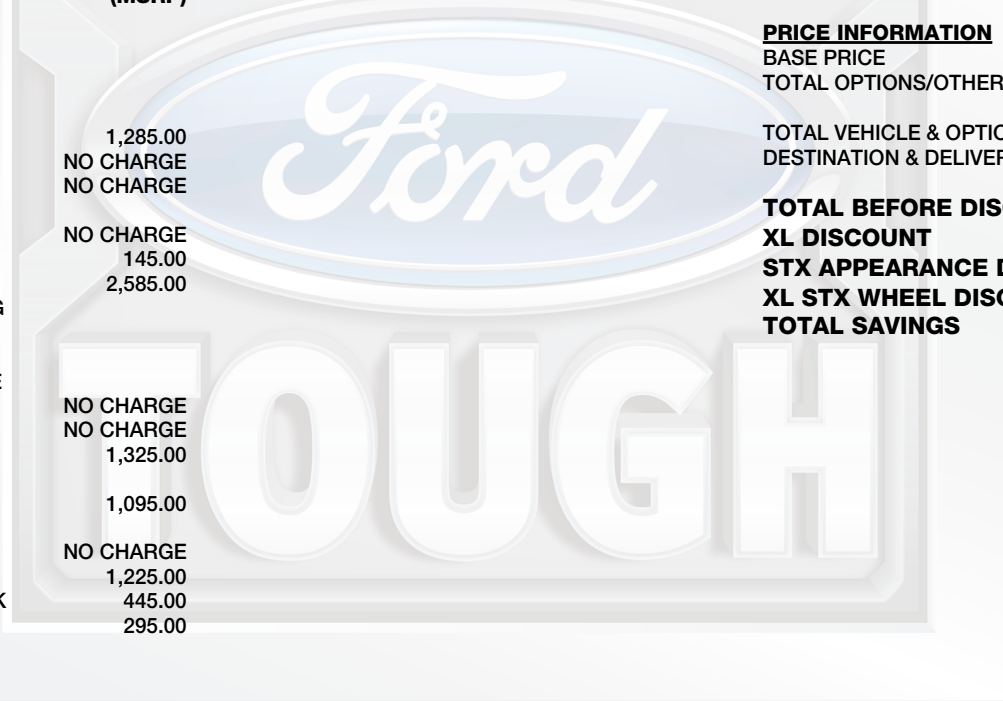 (MSRP)
1,285.00
NO CHARGE
NO CHARGE
NO CHARGE
145.00
2,585.00
G
E
NO CHARGE
NO CHARGE
1,325.00
1,095.00
NO CHARGE
1,225.00
K 445.00
295.00
Ford
TOUGH
PRICE INFORMATION
BASE PRICE
TOTAL OPTIONS/OTHER
TOTAL VEHICLE & OPTIO
DESTINATION & DELIVER
TOTAL BEFORE DISC
XL DISCOUNT
STX APPEARANCE D
XL STX WHEEL DISC
TOTAL SAVINGS